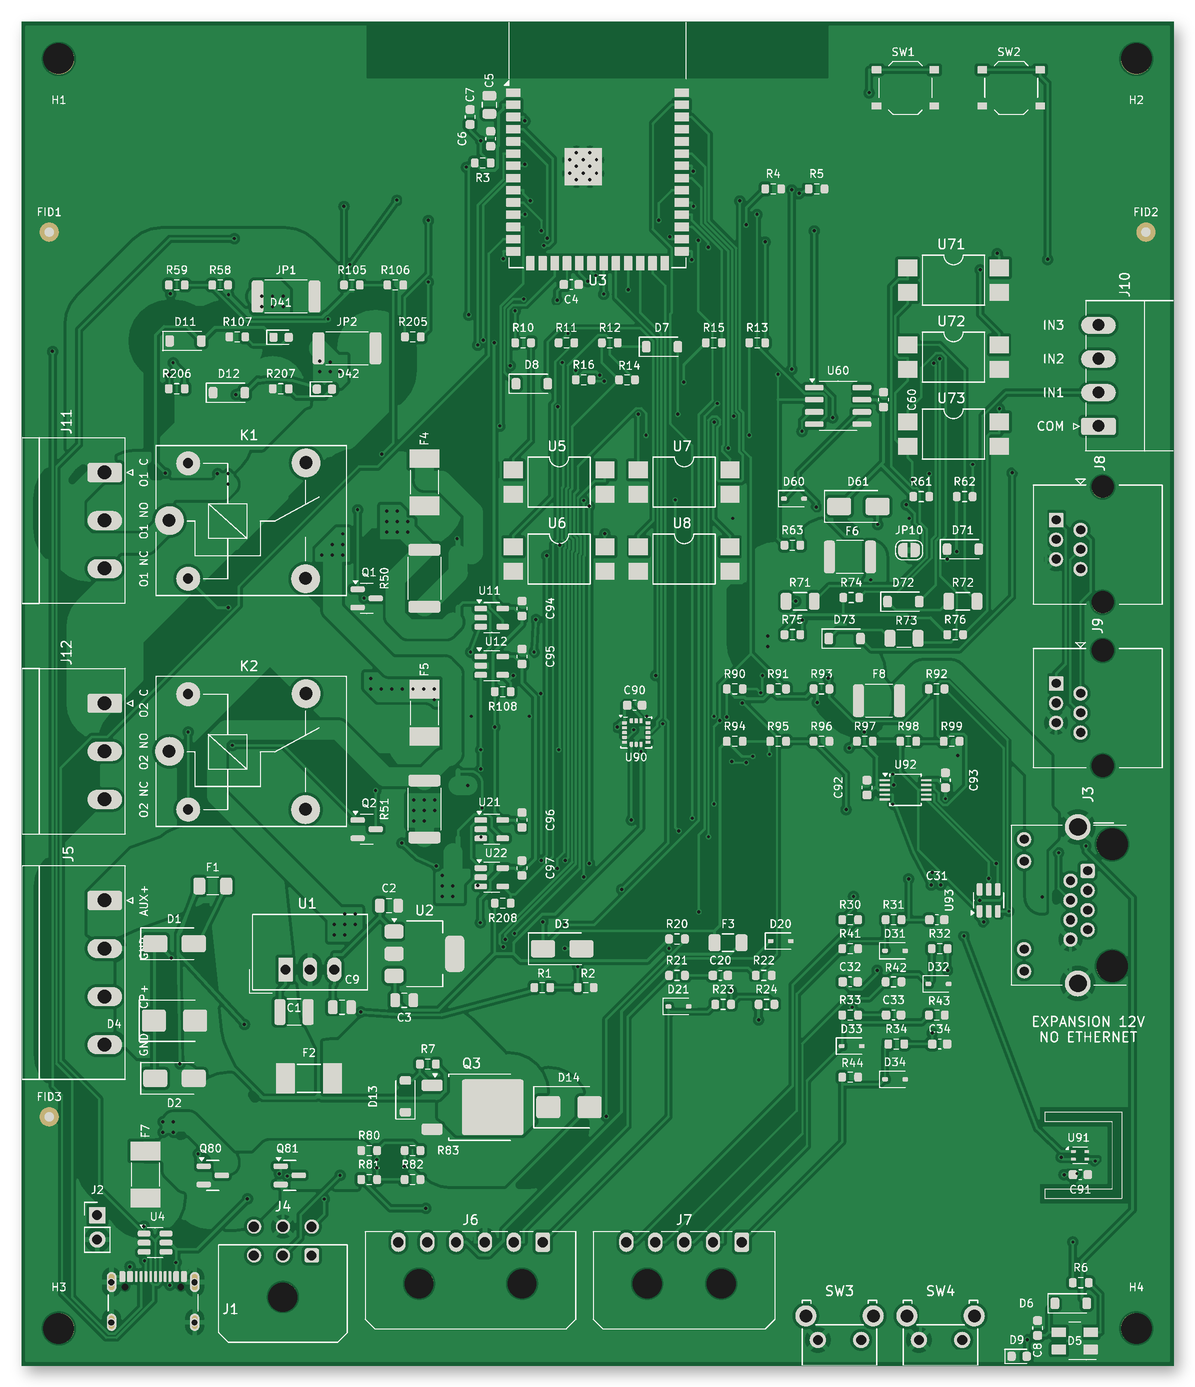 SW1
SW2
H1
H2
C7
C5
C6
R3
R4
R5
FID1
FID2
U71
R59
R58
JP1
R105
R106
U3
J10
D41
C4
D11
R107
JP2
R205
R10
R11
R12
D7
R15
R13
U72
IN3
IN2
R206
D12
R207
D42
D8
R16
R14
U60
C60
U73
IN1
COM
J11
K1
F4
U5
U7
J8
O1 C
O1 NO
O1 NC
D60
D61
R61
R62
U6
U8
R63
F6
JP10
D71
Q1
R50
U11
C94
R71
R74
D72
R72
R75
D73
R73
R76
J9
J12
K2
F5
U12
C95
R108
O2 C
O2 NO
O2 NC
C90
U90
R90
R91
R93
F8
R92
R94
R95
R96
R97
R98
R99
U92
C92
C93
Q2
R51
U21
C96
J3
J5
F1
U22
C97
R208
C31
U93
AUX+
D1
U1
C2
U2
D3
R20
F3
D20
R30
R31
R41
D31
R32
CP+
C9
R1
R2
R21
C20
R22
C32
R42
D32
D4
C1
C3
D21
R23
R24
R33
C33
R43
GND
F2
D33
R34
C34
EXPANSION 12V
NO ETHERNET
R7
Q3
D2
D13
D14
R44
D34
FID3
F7
Q80
Q81
R80
R83
R81
R82
U91
C91
J2
U4
J4
J6
J7
H3
J1
SW3
SW4
R6
H4
D6
D5
D9
C8